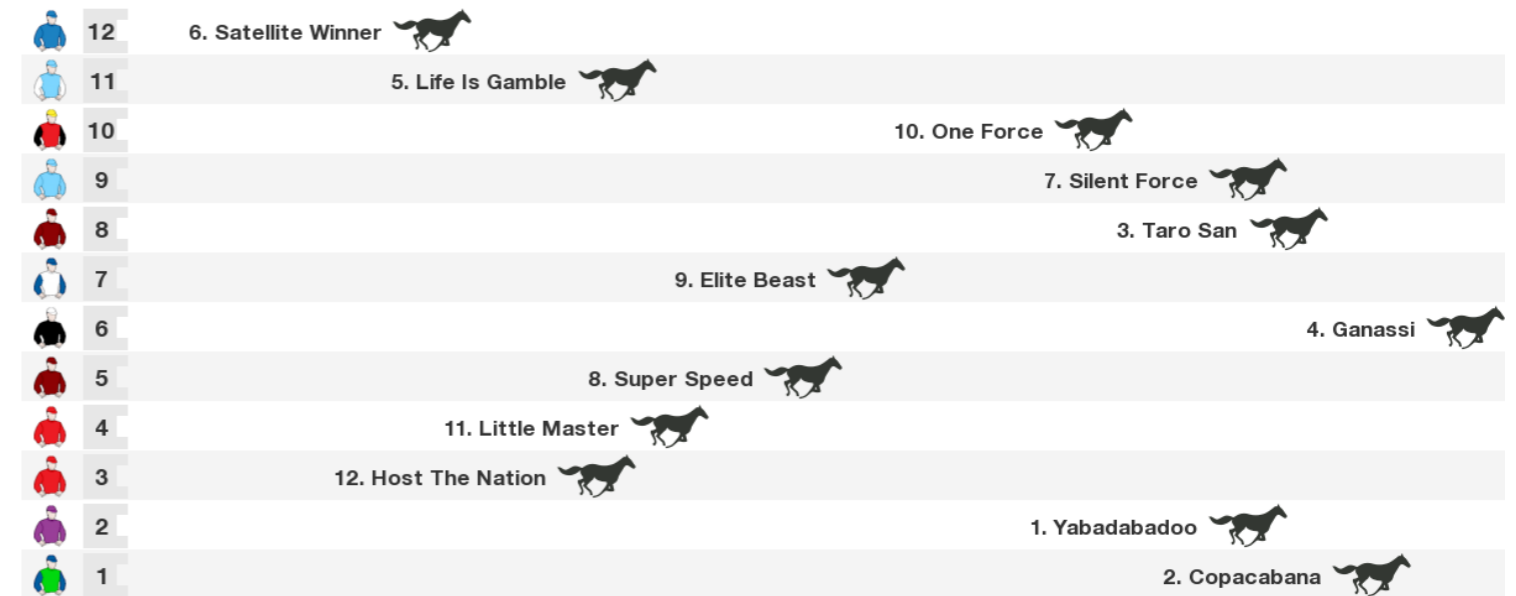 12 6. Satellite Winner
11 5. Life Is Gamble
10 10. One Force
9 7. Silent Force
8 3. Taro San
7 9. Elite Beast
6 4. Ganassi
5 8. Super Speed
4 11. Little Master
3 12. Host The Nation
2 1. Yabadabadoo
1 2. Copacabana